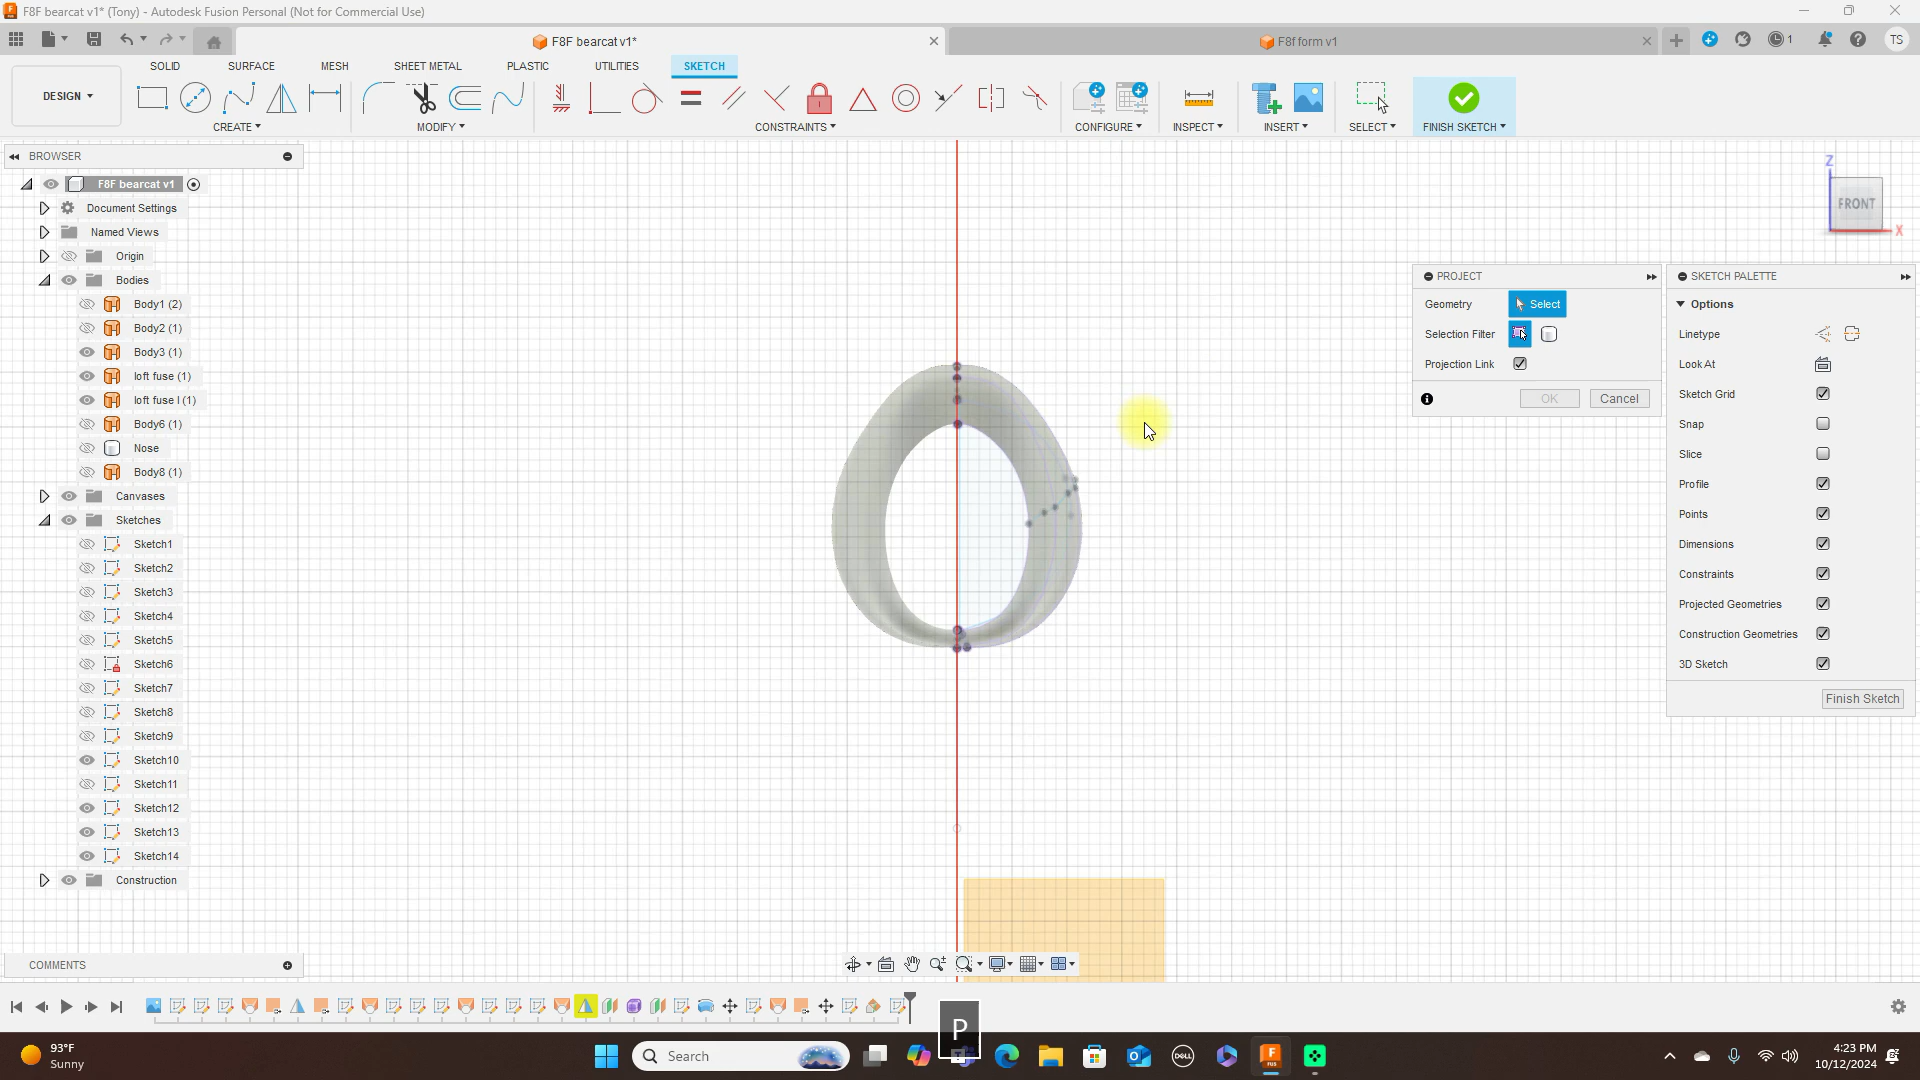 F8F bearcat v1* (Tony) - Autodesk Fusion Personal (Not for Commercial Use)
F8F bearcat v1*
F8f form v1
1
TS
SOLID
SURFACE
MESH
SHEET METAL
PLASTIC
UTILITIES
SKETCH
DESIGN
CREATE
MODIFY
CONSTRAINTS
CONFIGURE
INSPECT
INSERT
SELECT
FINISH SKETCH
BROWSER
F8F bearcat v1
Document Settings
Named Views
Origin
Bodies
Body1 (2)
Body2 (1)
Body3 (1)
loft fuse (1)
loft fuse l (1)
Body6 (1)
Nose
Body8 (1)
Canvases
Sketches
Sketch1
Sketch2
Sketch3
Sketch4
Sketch5
Sketch6
Sketch7
Sketch8
Sketch9
Sketch10
Sketch11
Sketch12
Sketch13
Sketch14
Construction
Z
FRONT
X
PROJECT
Geometry
Select
Selection Filter
Projection Link
OK
Cancel
SKETCH PALETTE
Options
Linetype
Look At
Sketch Grid
Snap
Slice
Profile
Points
Dimensions
Constraints
Projected Geometries
Construction Geometries
3D Sketch
Finish Sketch
COMMENTS
P
93°F
Sunny
Search
DELL
F
FUS
4:23 PM
10/12/2024